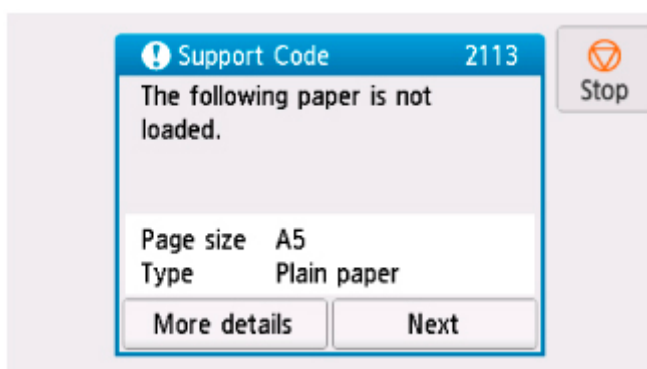 Support Code 2113
Stop
The following paper is not
loaded.
Page size A5
Type Plain paper
More details Next